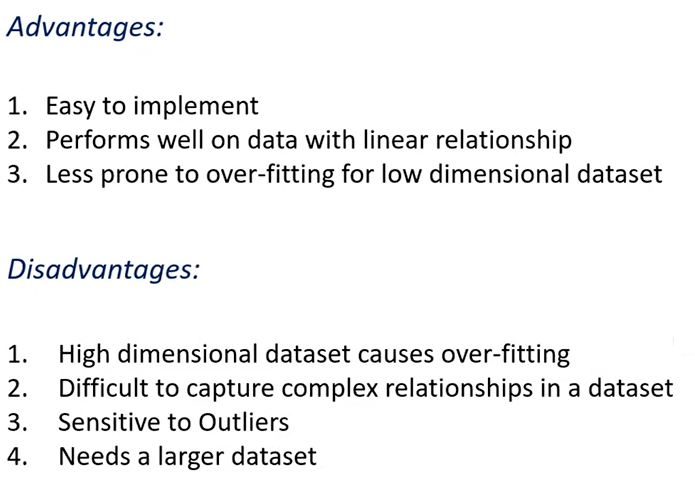 Advantages:
1. Easy to implement
2. Performs well on data with linear relationship
3. Less prone to over-fitting for low dimensional dataset
Disadvantages:
1. High dimensional dataset causes over-fitting
2. Difficult to capture complex relationships in a dataset
3. Sensitive to Outliers
4. Needs a larger dataset